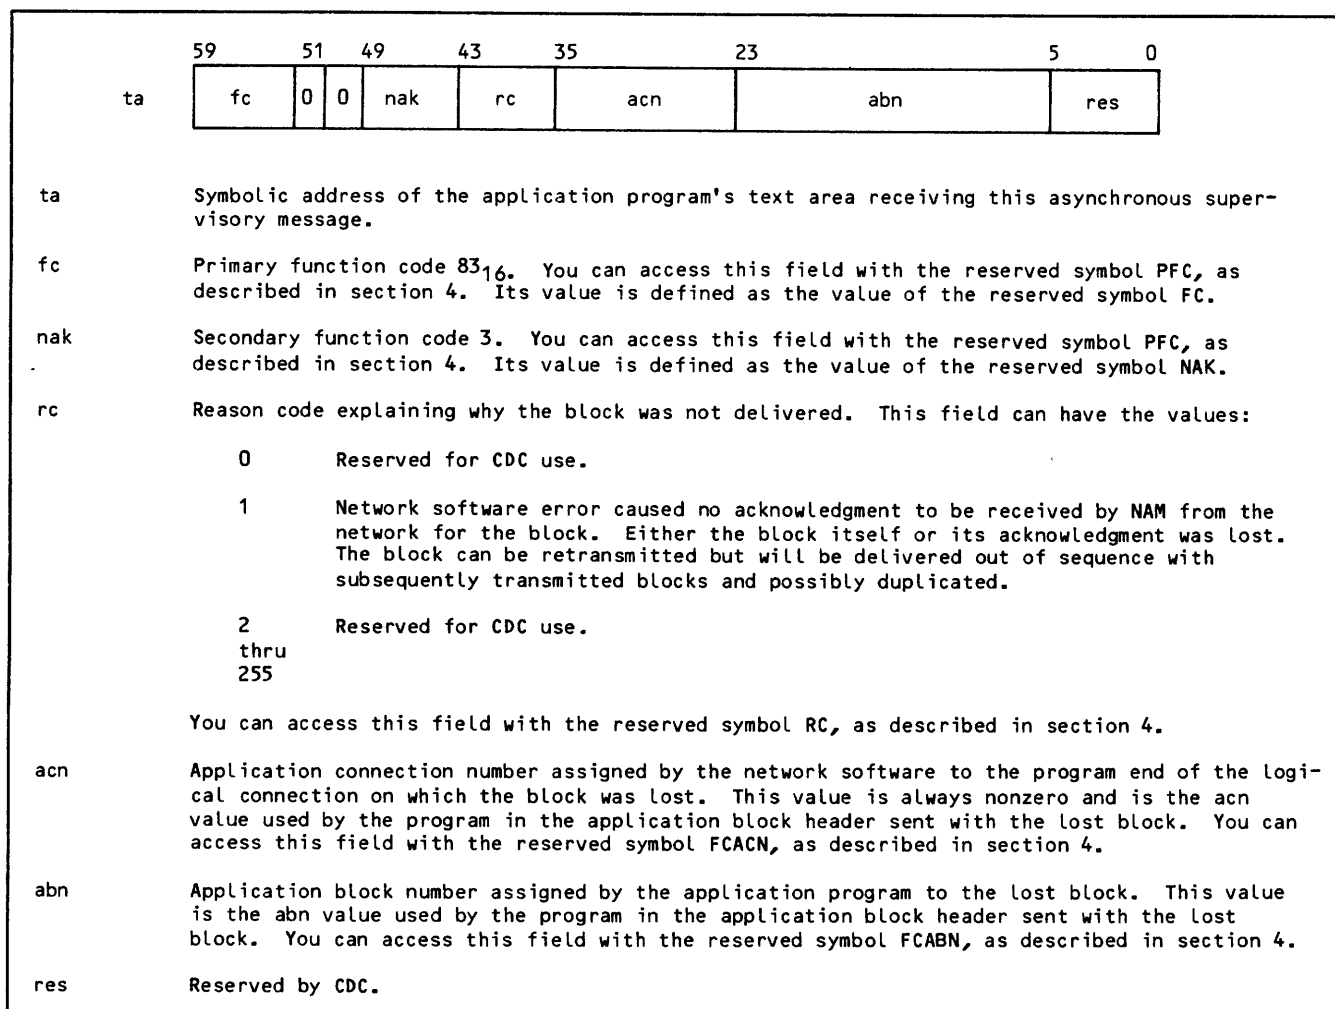 59 51 49 43 35 23 5 0
ta fc 0 0 nak rc acn abn res
ta Symbolic address of the application program's text area receiving this asynchronous super-
visory message.
fc Primary function code 83₁₆. You can access this field with the reserved symbol PFC, as
described in section 4. Its value is defined as the value of the reserved symbol FC.
nak Secondary function code 3. You can access this field with the reserved symbol PFC, as
described in section 4. Its value is defined as the value of the reserved symbol NAK.
rc Reason code explaining why the block was not delivered. This field can have the values:
0 Reserved for CDC use.
1 Network software error caused no acknowledgment to be received by NAM from the
network for the block. Either the block itself or its acknowledgment was lost.
The block can be retransmitted but will be delivered out of sequence with
subsequently transmitted blocks and possibly duplicated.
2 Reserved for CDC use.
thru
255
You can access this field with the reserved symbol RC, as described in section 4.
acn Application connection number assigned by the network software to the program end of the logi-
cal connection on which the block was lost. This value is always nonzero and is the acn
value used by the program in the application block header sent with the lost block. You can
access this field with the reserved symbol FCACN, as described in section 4.
abn Application block number assigned by the application program to the lost block. This value
is the abn value used by the program in the application block header sent with the lost
block. You can access this field with the reserved symbol FCABN, as described in section 4.
res Reserved by CDC.